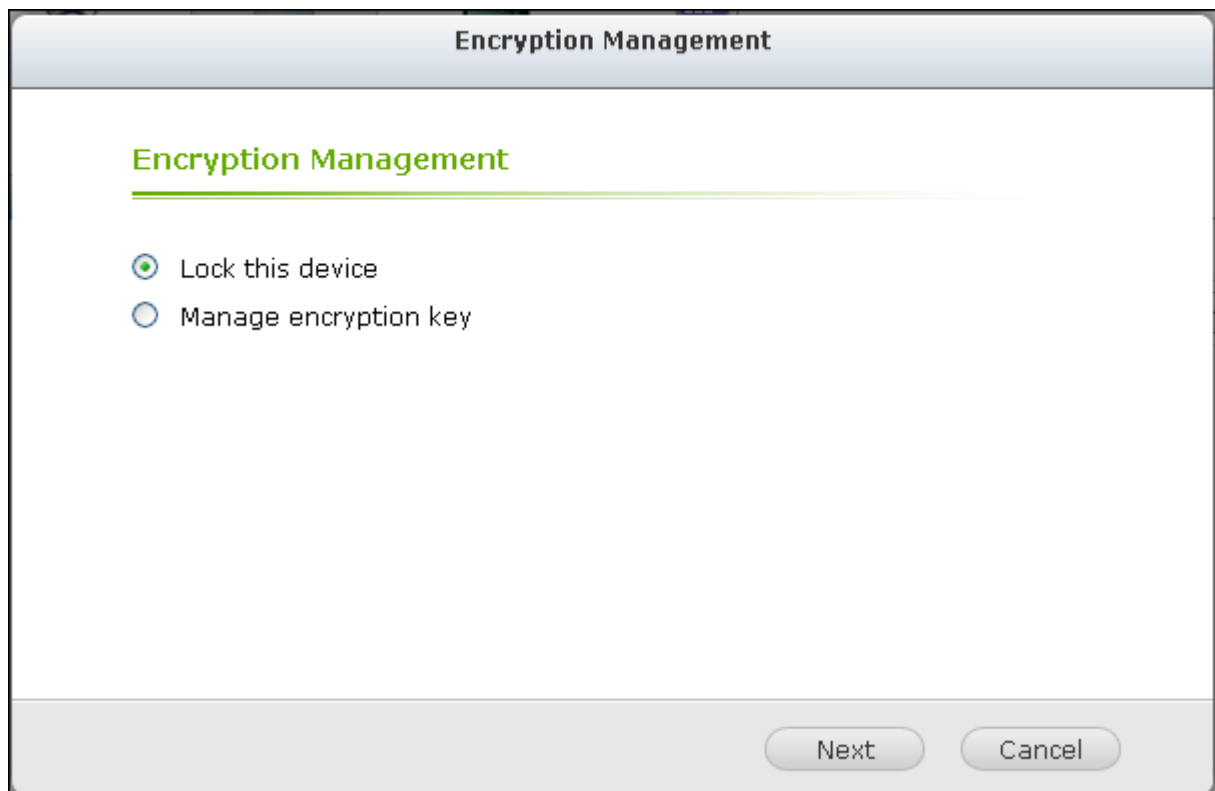 Encryption Management
Encryption Management
Lock this device
Manage encryption key
Next Cancel